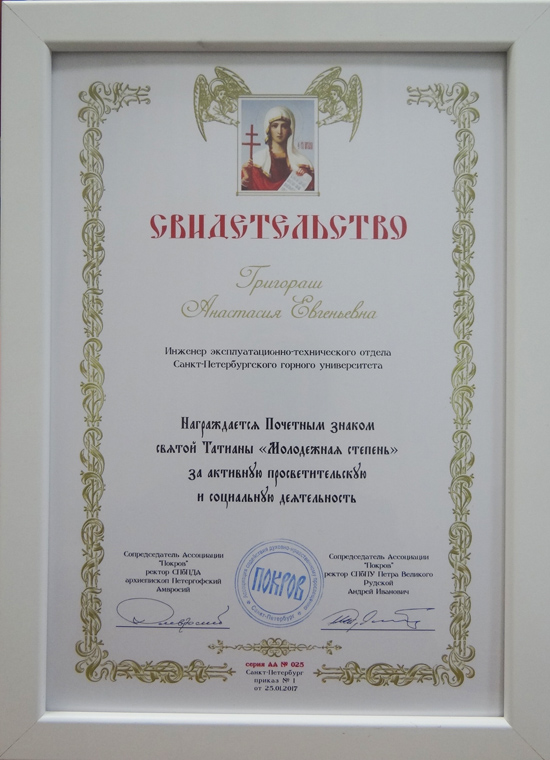 СВИДЕТЕЛЬСТВО
Григораш
Анастасия Евгеньевна
Инженер эксплуатационно-технического отдела
Санкт-Петербургского горного университета
Награждается Почетным знаком
святой Татианы «Молодежная степень»
за активную просветительскую
и социальную деятельность
Сопредседатель Ассоциации
"Покров"
ректор СПбПДА
архиепископ Петергофский
Амвросий
ПОКРОВ
Санкт-Петербург
Сопредседатель Ассоциации
"Покров"
ректор СПбПУ Петра Великого
Рудской
Андрей Иванович
серия АА № 025
Санкт-Петербург
приказ № 1
от 25.01.2017